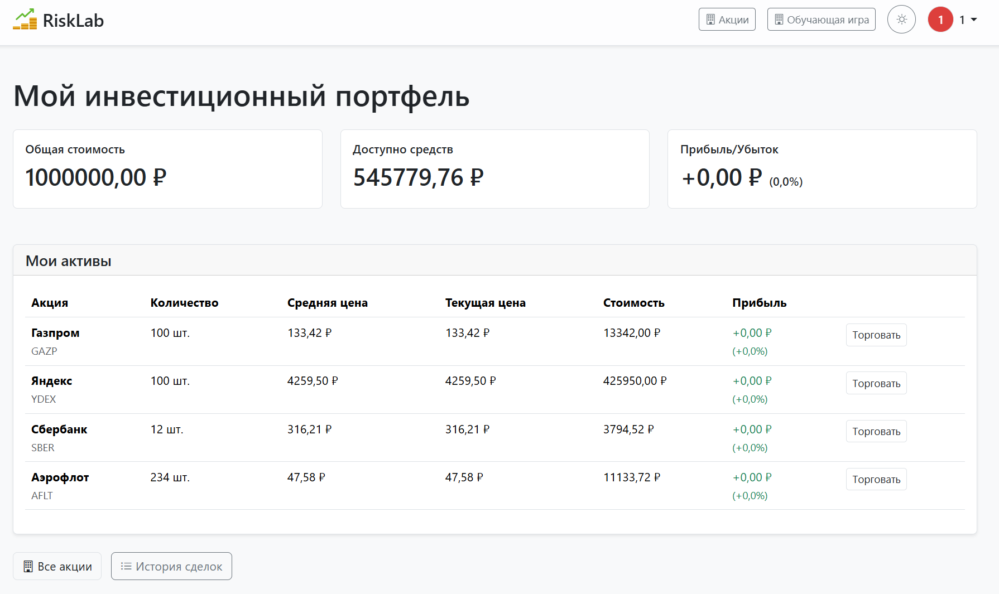 RiskLab
Акции
Обучающая игра
1
1
Мой инвестиционный портфель
Общая стоимость
1000000,00 ₽
Доступно средств
545779,76 ₽
Прибыль/Убыток
+0,00 ₽ (0,0%)
Мои активы
Акция Количество Средняя цена Текущая цена Стоимость Прибыль
Газпром 100 шт. 133,42 ₽ 133,42 ₽ 13342,00 ₽ +0,00 ₽ Торговать
GAZP (+0,0%)
Яндекс 100 шт. 4259,50 ₽ 4259,50 ₽ 425950,00 ₽ +0,00 ₽ Торговать
YDEX (+0,0%)
Сбербанк 12 шт. 316,21 ₽ 316,21 ₽ 3794,52 ₽ +0,00 ₽ Торговать
SBER (+0,0%)
Аэрофлот 234 шт. 47,58 ₽ 47,58 ₽ 11133,72 ₽ +0,00 ₽ Торговать
AFLT (+0,0%)
Все акции
История сделок